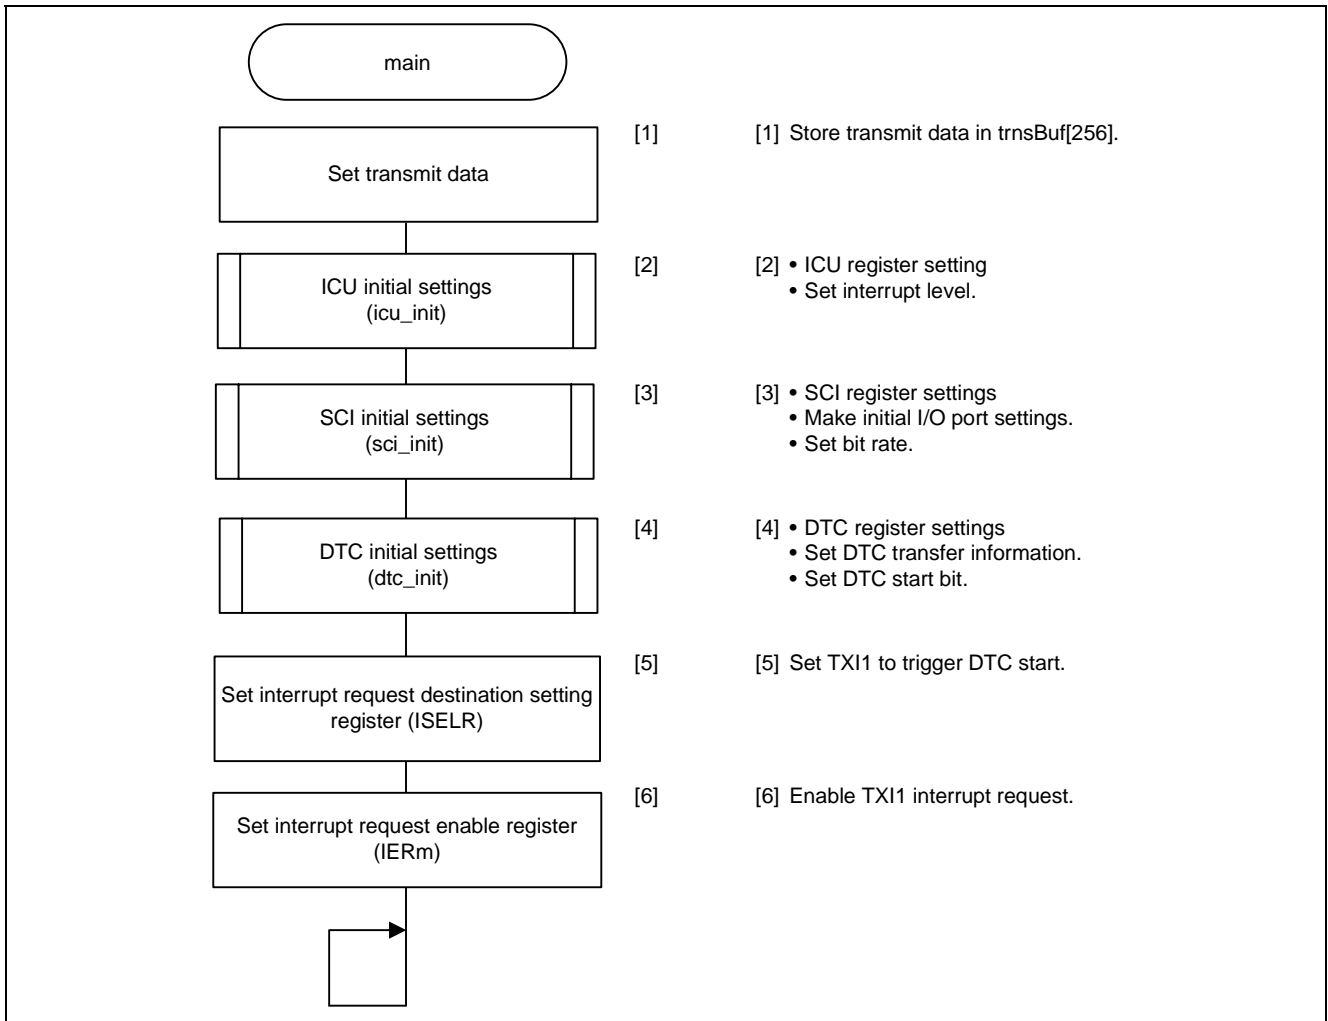 main
Set transmit data
[1]
[1] Store transmit data in trnsBuf[256].
ICU initial settings
(icu_init)
[2]
[2] • ICU register setting
• Set interrupt level.
SCI initial settings
(sci_init)
[3]
[3] • SCI register settings
• Make initial I/O port settings.
• Set bit rate.
DTC initial settings
(dtc_init)
[4]
[4] • DTC register settings
• Set DTC transfer information.
• Set DTC start bit.
Set interrupt request destination setting
register (ISELR)
[5]
[5] Set TXI1 to trigger DTC start.
Set interrupt request enable register
(IERm)
[6]
[6] Enable TXI1 interrupt request.